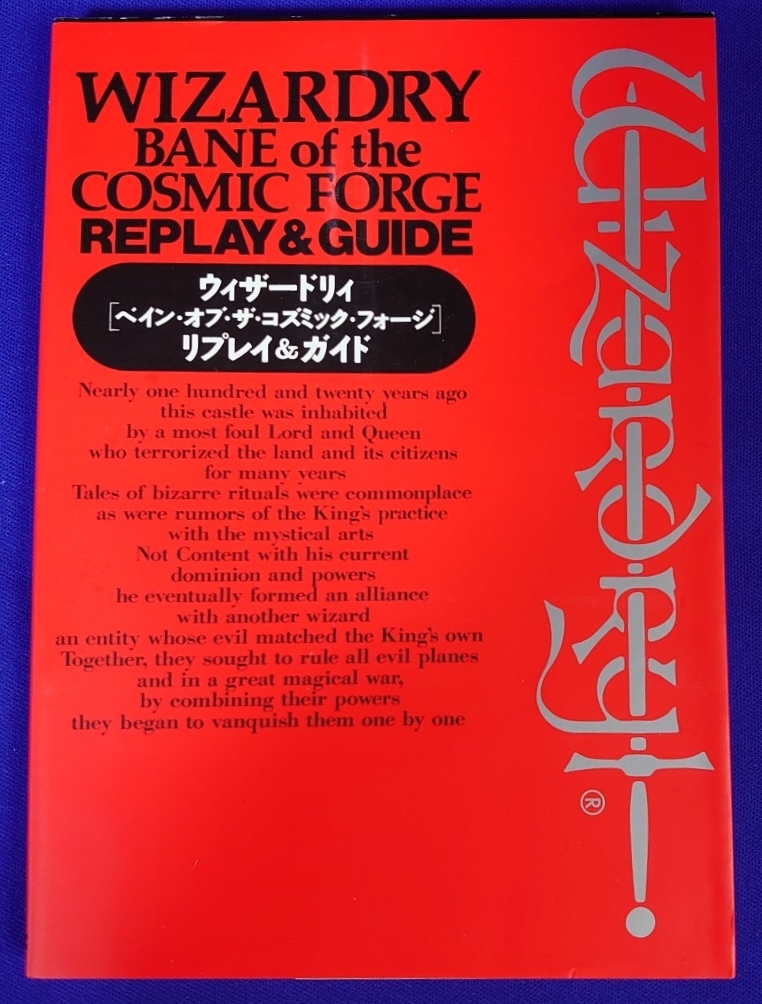 WIZARDRY
BANE of the
COSMIC FORGE
REPLAY & GUIDE
ウィザードリィ
[ベイン・オブ・ザ・コズミック・フォージ]
リプレイ&ガイド
Nearly one hundred and twenty years ago
this castle was inhabited
by a most foul Lord and Queen
who terrorized the land and its citizens
for many years
Tales of bizarre rituals were commonplace
as were rumors of the King's practice
with the mystical arts
Not Content with his current
dominion and powers
he eventually formed an alliance
with another wizard
an entity whose evil matched the King's own
Together, they sought to rule all evil planes
and in a great magical war,
by combining their powers
they began to vanquish them one by one
Wizardry
®